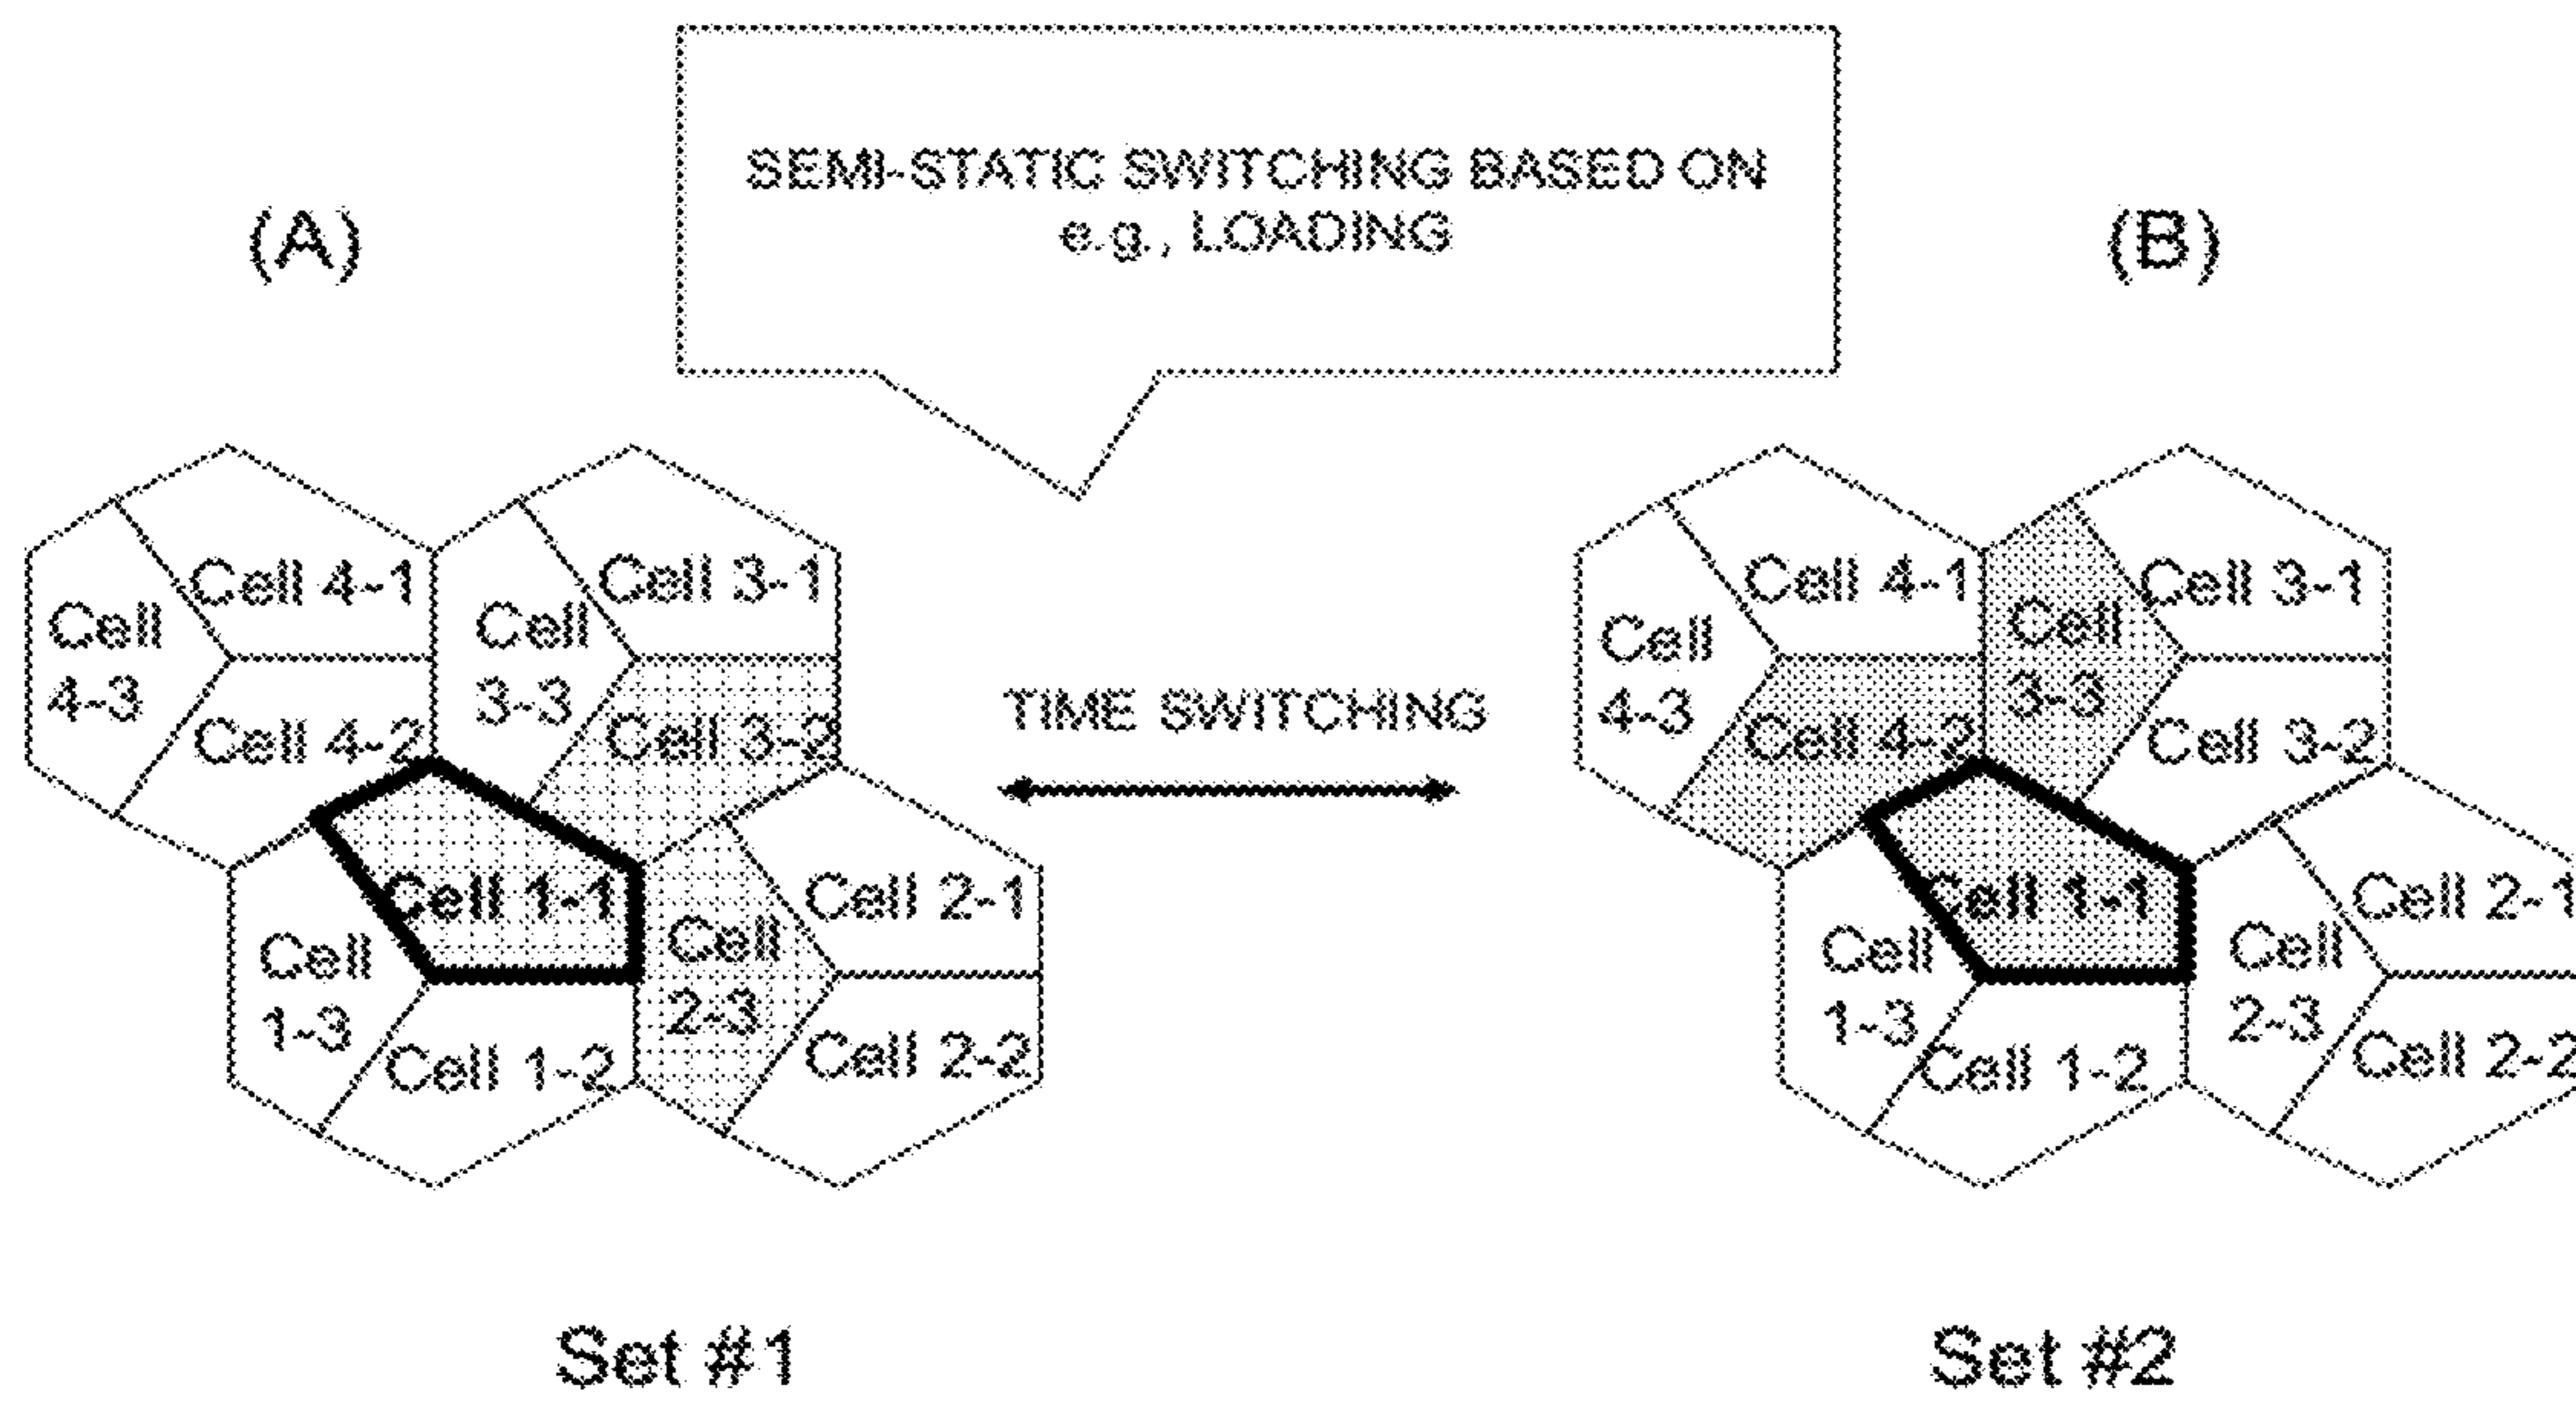 SEMI-STATIC SWITCHING BASED ON
e.g., LOADING
(A)
(B)
Cell 4-1
Cell 3-1
Cell
4-3
Cell
3-3
Cell 4-2
Cell 3-2
Cell 1-1
Cell 2-1
Cell
1-3
Cell
2-3
Cell 1-2
Cell 2-2
TIME SWITCHING
Cell 4-1
Cell 3-1
Cell
4-3
Cell
3-3
Cell 4-2
Cell 3-2
Cell 1-1
Cell 2-1
Cell
1-3
Cell
2-3
Cell 1-2
Cell 2-2
Set #1
Set #2